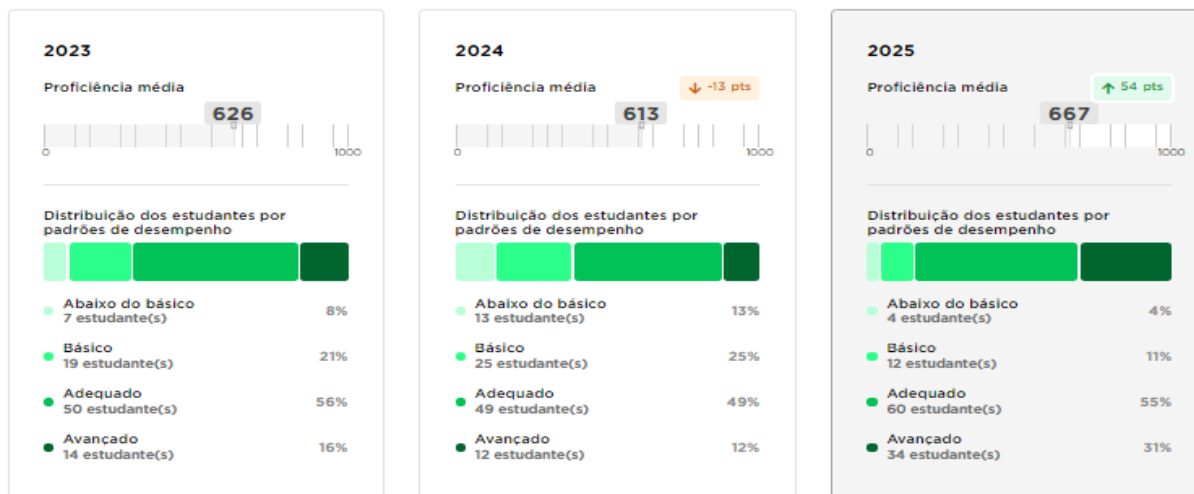 2023
Proficiência média
626
0
1000
Distribuição dos estudantes por
padrões de desempenho
Abaixo do básico
7 estudante(s)
8%
Básico
19 estudante(s)
21%
Adequado
50 estudante(s)
56%
Avançado
14 estudante(s)
16%
2024
Proficiência média
-13 pts
613
0
1000
Distribuição dos estudantes por
padrões de desempenho
Abaixo do básico
13 estudante(s)
13%
Básico
25 estudante(s)
25%
Adequado
49 estudante(s)
49%
Avançado
12 estudante(s)
12%
2025
Proficiência média
54 pts
667
0
1000
Distribuição dos estudantes por
padrões de desempenho
Abaixo do básico
4 estudante(s)
4%
Básico
12 estudante(s)
11%
Adequado
60 estudante(s)
55%
Avançado
34 estudante(s)
31%